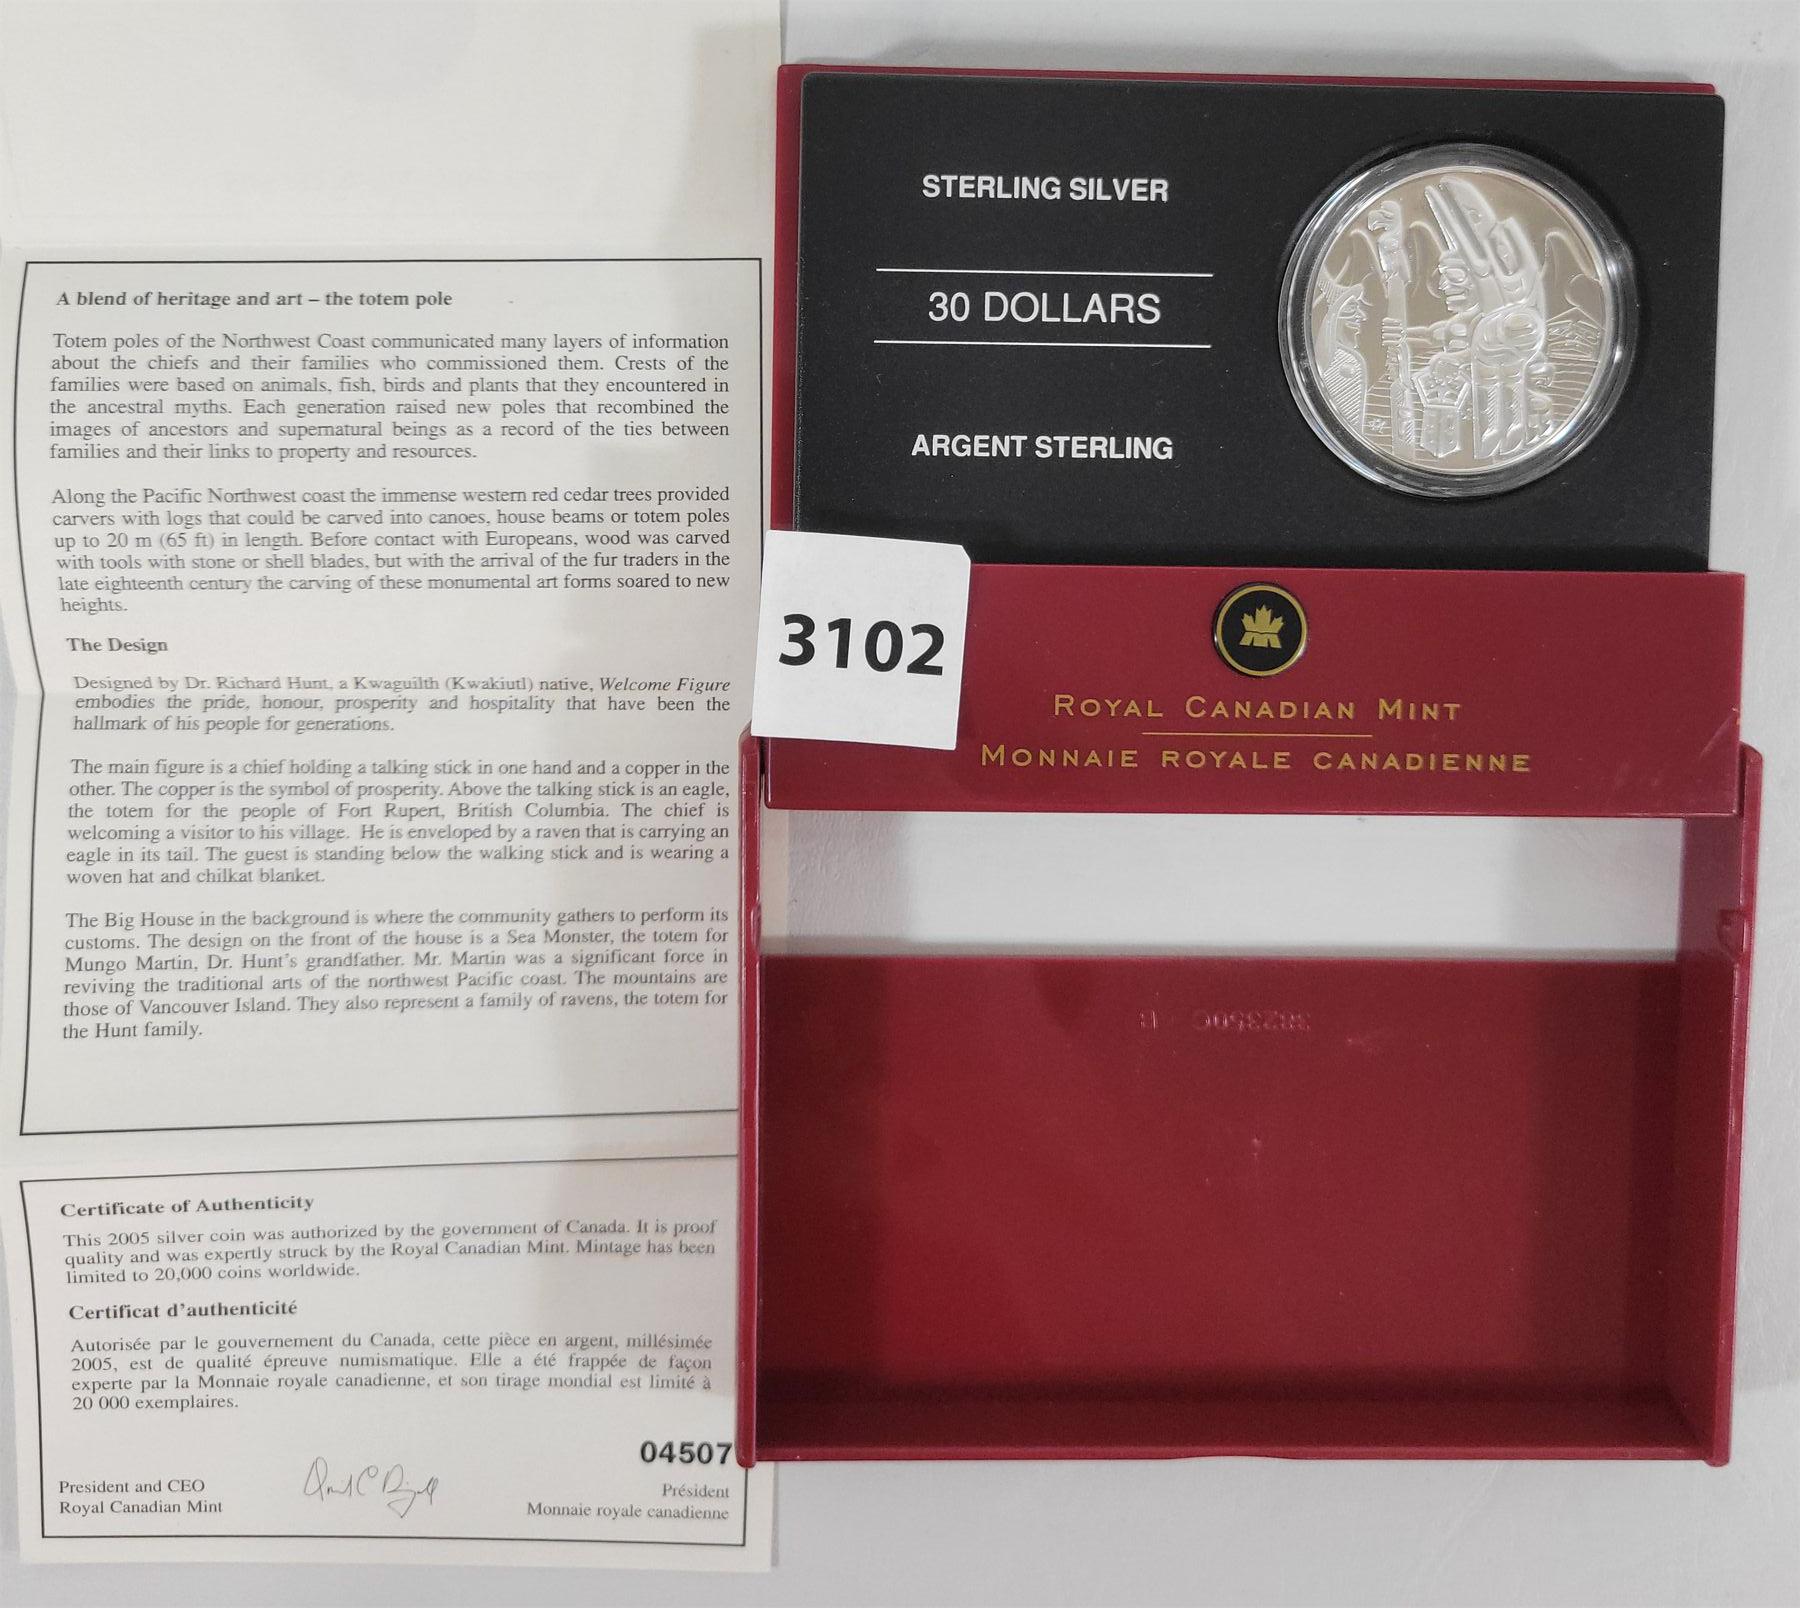 A blend of heritage and art – the totem pole
Totem poles of the Northwest Coast communicated many layers of information
about the chiefs and their families who commissioned them. Crests of the
families were based on animals, fish, birds and plants that they encountered in
the ancestral myths. Each generation raised new poles that recombined the
images of ancestors and supernatural beings as a record of the ties between
families and their links to property and resources.
Along the Pacific Northwest coast the immense western red cedar trees provided
carvers with logs that could be carved into canoes, house beams or totem poles
up to 20 m (65 ft) in length. Before contact with Europeans, wood was carved
with tools with stone or shell blades, but with the arrival of the fur traders in the
late eighteenth century the carving of these monumental art forms soared to new
heights.
The Design
Designed by Dr. Richard Hunt, a Kwaguilth (Kwakiutl) native, Welcome Figure
embodies the pride, honour, prosperity and hospitality that have been the
hallmark of his people for generations.
The main figure is a chief holding a talking stick in one hand and a copper in the
other. The copper is the symbol of prosperity. Above the talking stick is an eagle,
the totem for the people of Fort Rupert, British Columbia. The chief is
welcoming a visitor to his village. He is enveloped by a raven that is carrying an
eagle in its tail. The guest is standing below the walking stick and is wearing a
woven hat and chilkat blanket.
The Big House in the background is where the community gathers to perform its
customs. The design on the front of the house is a Sea Monster, the totem for
Mungo Martin, Dr. Hunt's grandfather. Mr. Martin was a significant force in
reviving the traditional arts of the northwest Pacific coast. The mountains are
those of Vancouver Island. They also represent a family of ravens, the totem for
the Hunt family.
Certificate of Authenticity
This 2005 silver coin was authorized by the government of Canada. It is proof
quality and was expertly struck by the Royal Canadian Mint. Mintage has been
limited to 20,000 coins worldwide.
Certificat d'authenticité
Autorisée par le gouvernement du Canada, cette pièce en argent, millésimée
2005, est de qualité épreuve numismatique. Elle a été frappée de façon
experte par la Monnaie royale canadienne, et son tirage mondial est limité à
20 000 exemplaires.
04507
President and CEO
Royal Canadian Mint
Président
Monnaie royale canadienne
STERLING SILVER
30 DOLLARS
ARGENT STERLING
3102
ROYAL CANADIAN MINT
MONNAIE ROYALE CANADIENNE